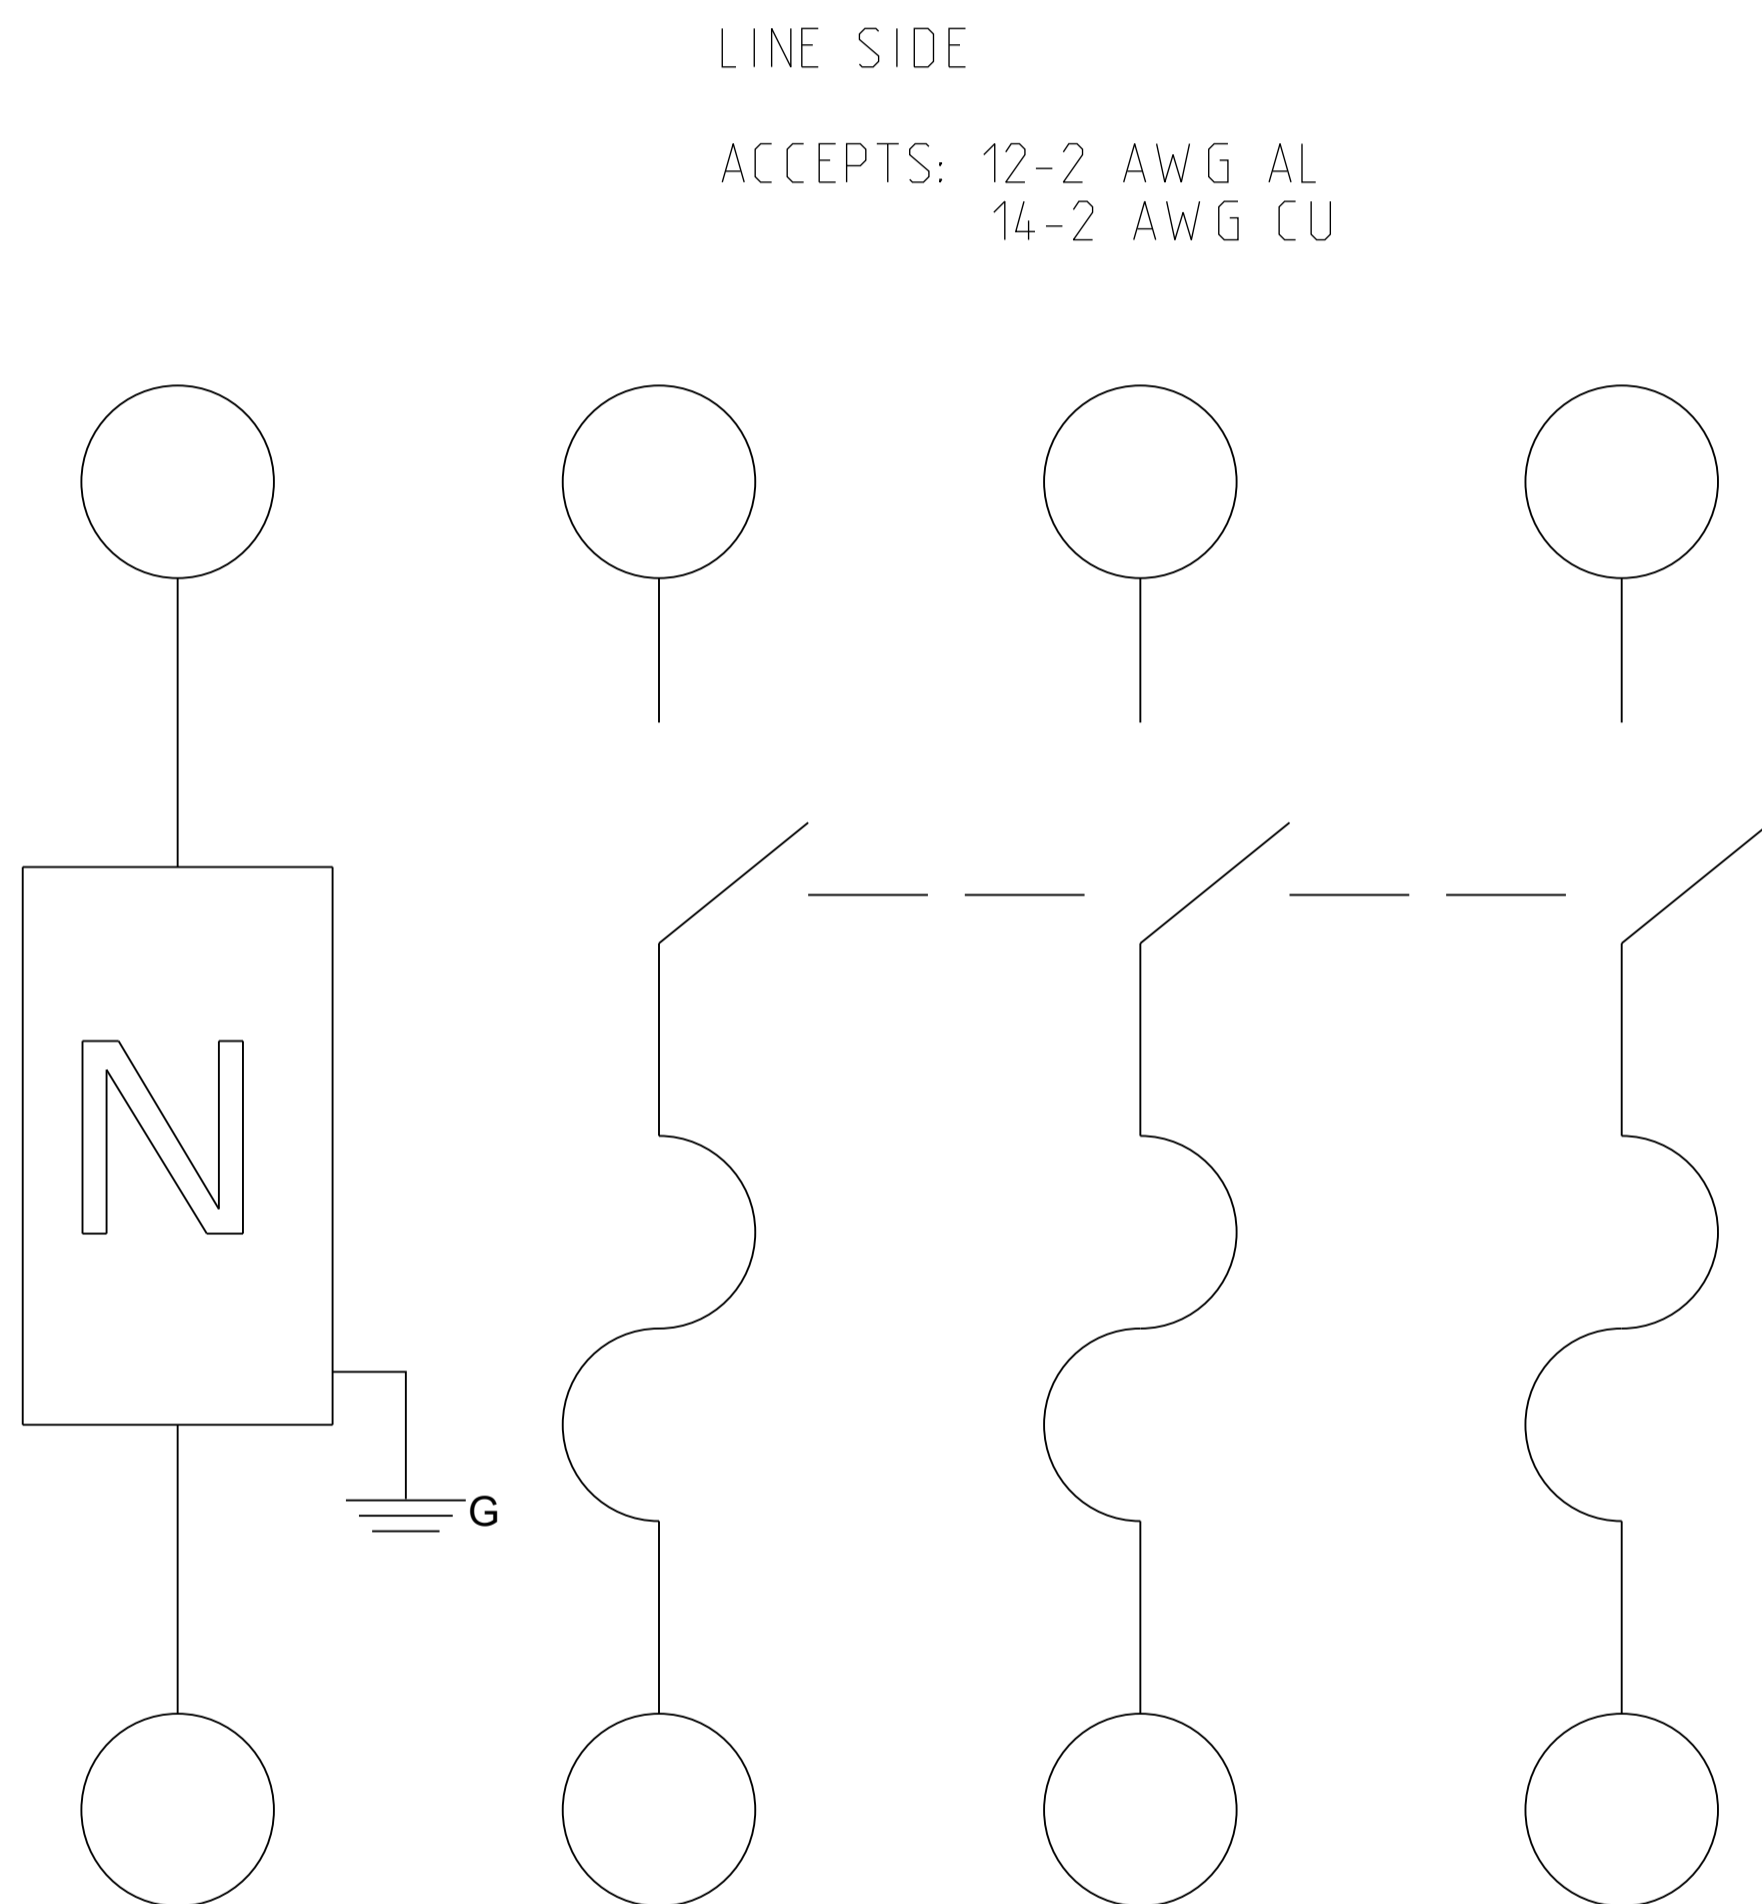 LINE SIDE
ACCEPTS: 12-2 AWG AL
14-2 AWG CU
N
G